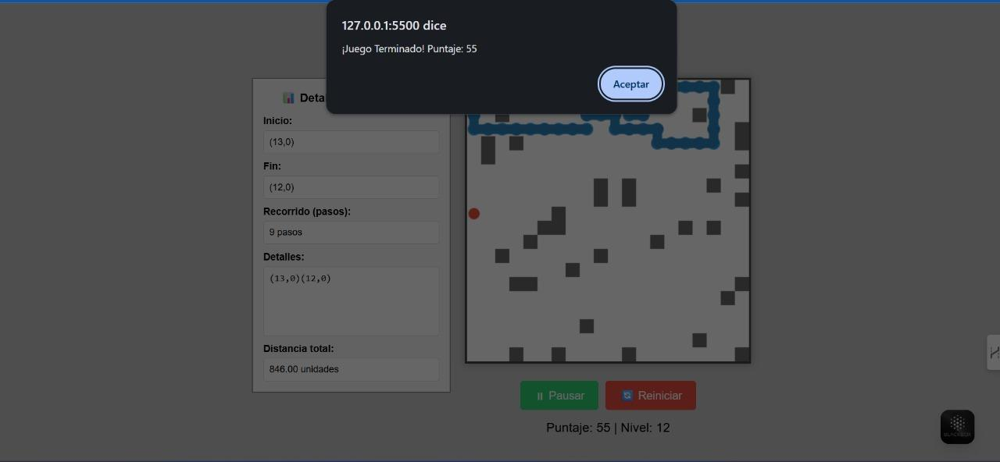 127.0.0.1:5500 dice
¡Juego Terminado! Puntaje: 55
Aceptar
Deta
Inicio:
(13,0)
Fin:
(12,0)
Recorrido (pasos):
9 pasos
Detalles:
(13,0)(12,0)
Distancia total:
846.00 unidades
Pausar
Reiniciar
Puntaje: 55 | Nivel: 12
BLACKBOX